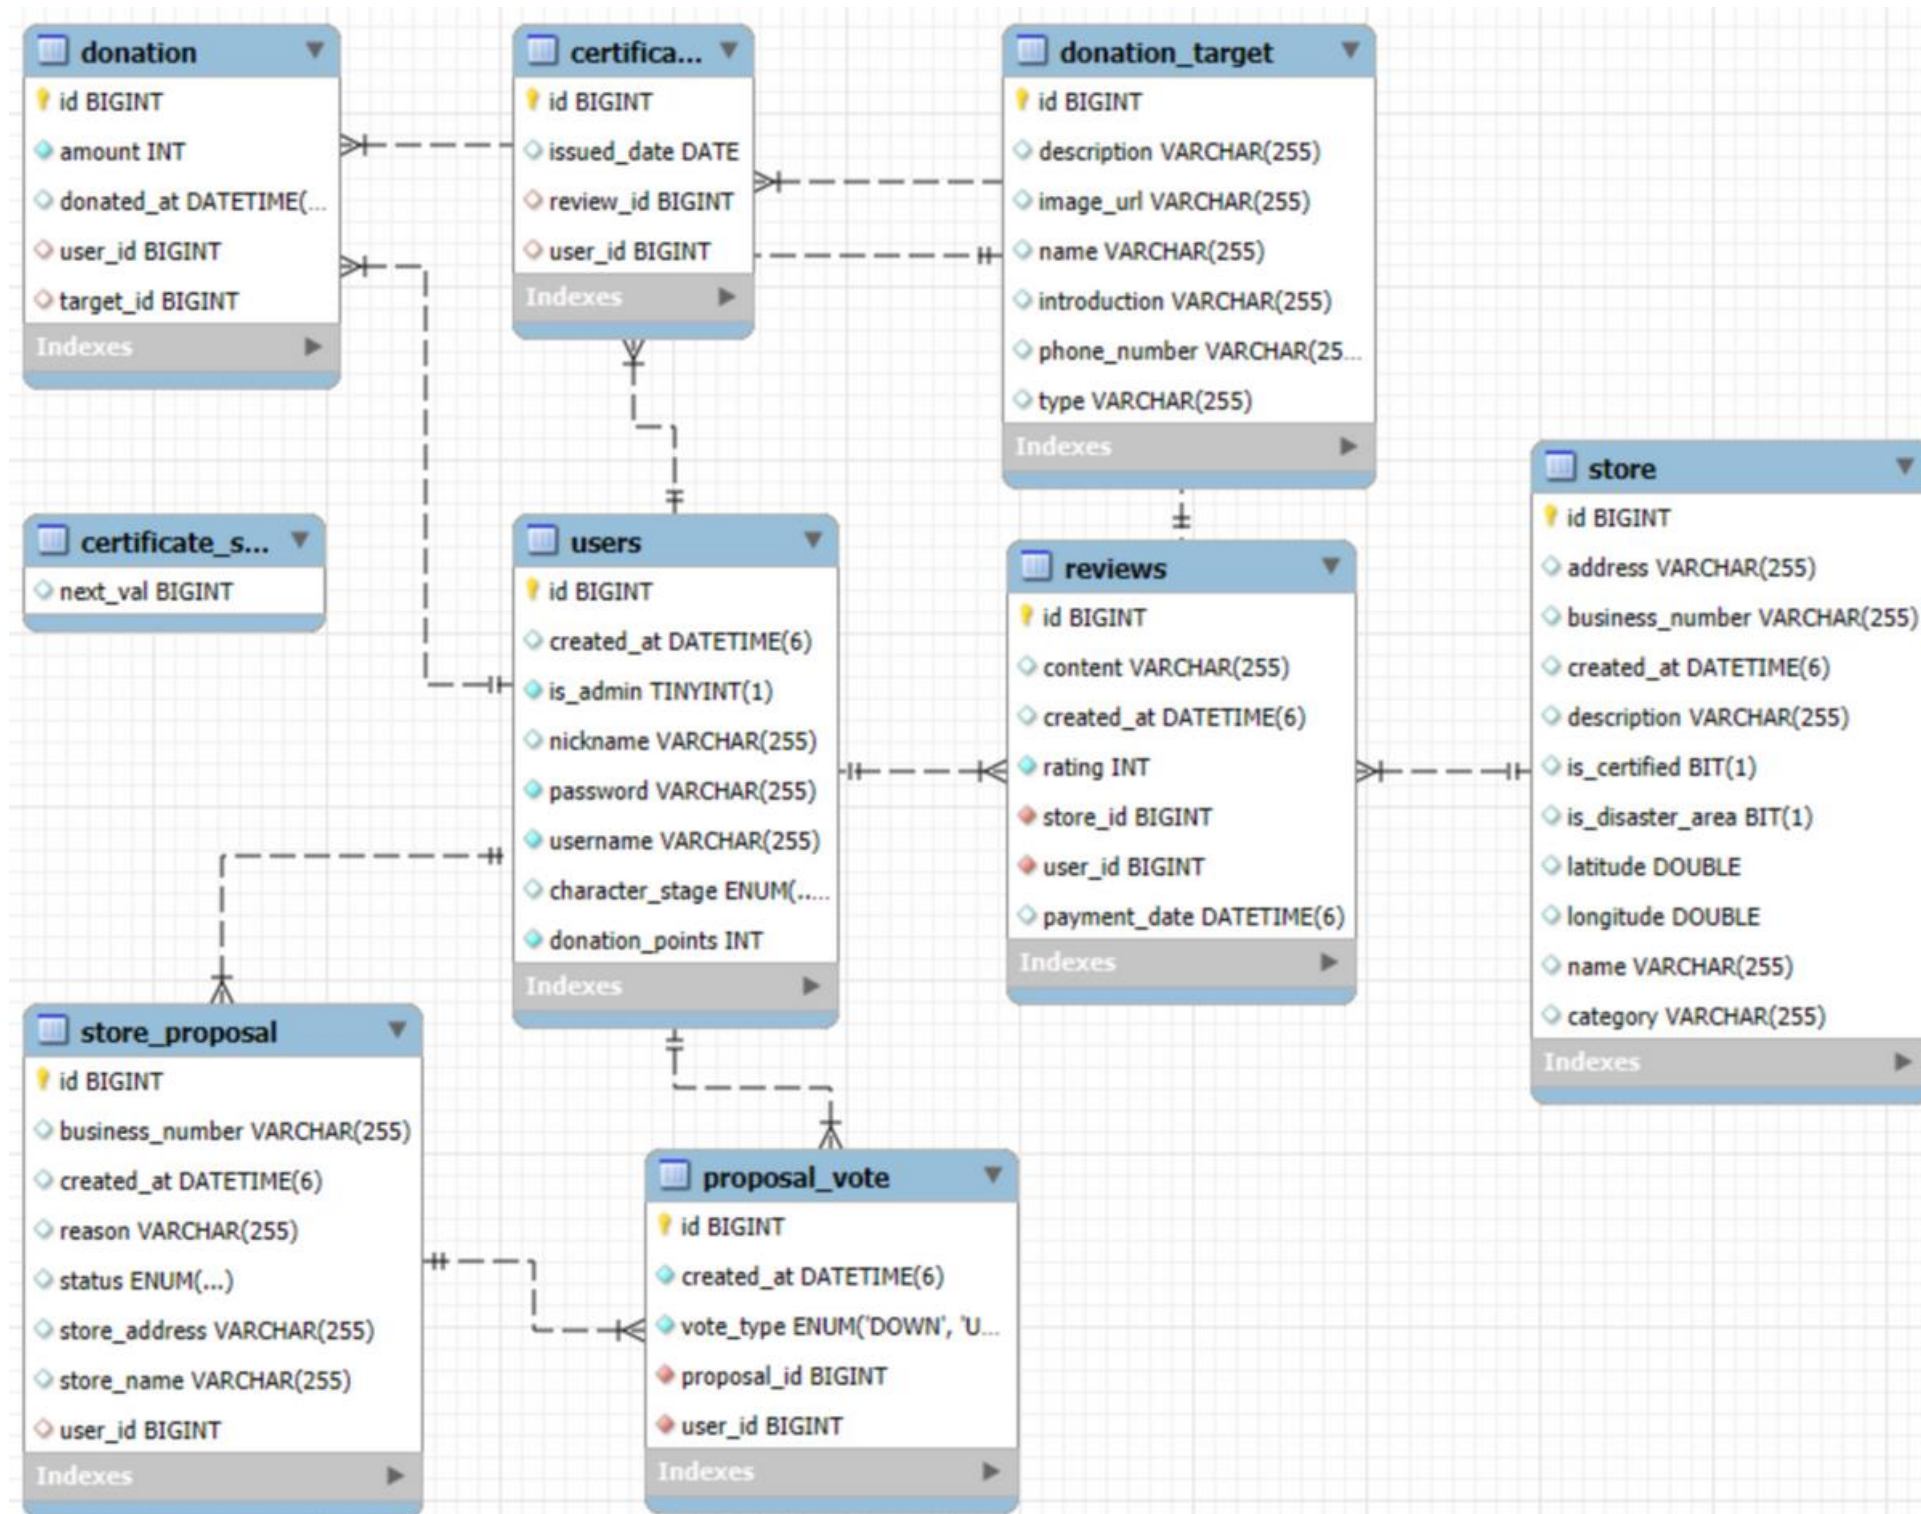 donation
id BIGINT
amount INT
donated_at DATETIME(...
user_id BIGINT
target_id BIGINT
Indexes
certifica...
id BIGINT
issued_date DATE
review_id BIGINT
user_id BIGINT
Indexes
donation_target
id BIGINT
description VARCHAR(255)
image_url VARCHAR(255)
name VARCHAR(255)
introduction VARCHAR(255)
phone_number VARCHAR(25...
type VARCHAR(255)
Indexes
certificate_s...
next_val BIGINT
users
id BIGINT
created_at DATETIME(6)
is_admin TINYINT(1)
nickname VARCHAR(255)
password VARCHAR(255)
username VARCHAR(255)
character_stage ENUM(.....
donation_points INT
Indexes
reviews
id BIGINT
content VARCHAR(255)
created_at DATETIME(6)
rating INT
store_id BIGINT
user_id BIGINT
payment_date DATETIME(6)
Indexes
store
id BIGINT
address VARCHAR(255)
business_number VARCHAR(255)
created_at DATETIME(6)
description VARCHAR(255)
is_certified BIT(1)
is_disaster_area BIT(1)
latitude DOUBLE
longitude DOUBLE
name VARCHAR(255)
category VARCHAR(255)
Indexes
store_proposal
id BIGINT
business_number VARCHAR(255)
created_at DATETIME(6)
reason VARCHAR(255)
status ENUM(...)
store_address VARCHAR(255)
store_name VARCHAR(255)
user_id BIGINT
Indexes
proposal_vote
id BIGINT
created_at DATETIME(6)
vote_type ENUM('DOWN', 'U...
proposal_id BIGINT
user_id BIGINT
Indexes